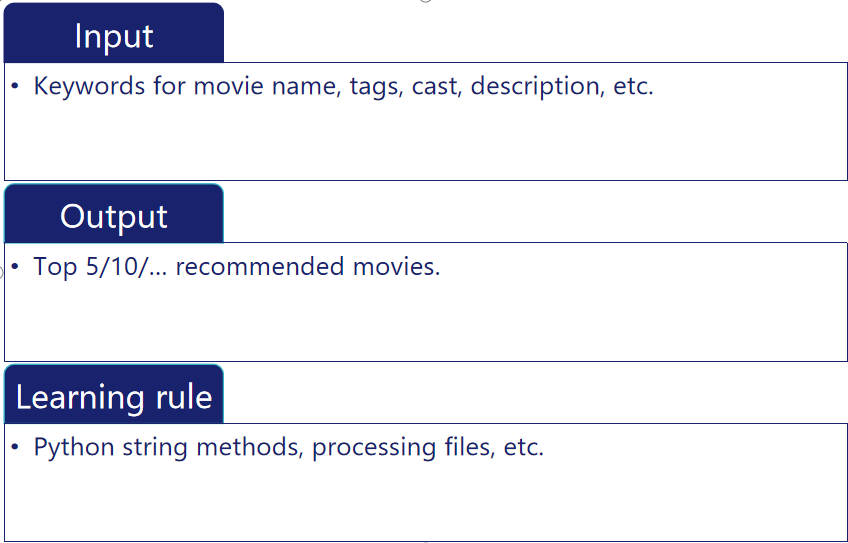 Input
• Keywords for movie name, tags, cast, description, etc.
Output
• Top 5/10/... recommended movies.
Learning rule
• Python string methods, processing files, etc.